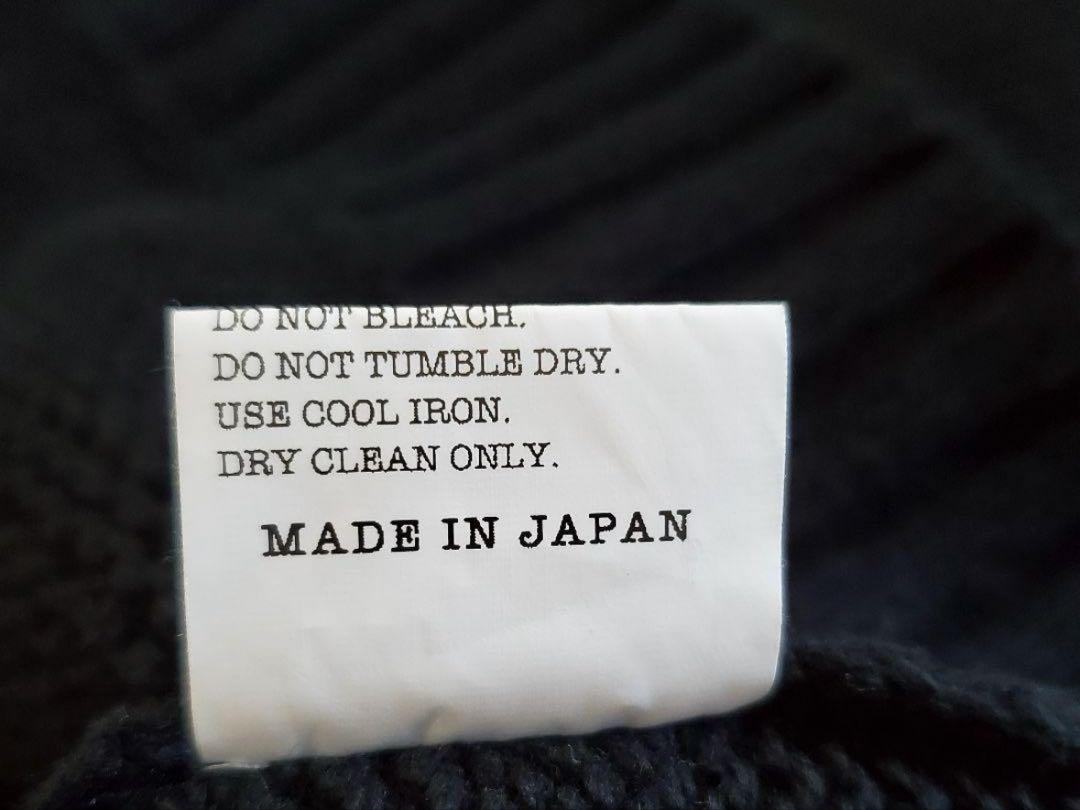 DO NOT BLEACH.
DO NOT TUMBLE DRY.
USE COOL IRON.
DRY CLEAN ONLY.
MADE IN JAPAN